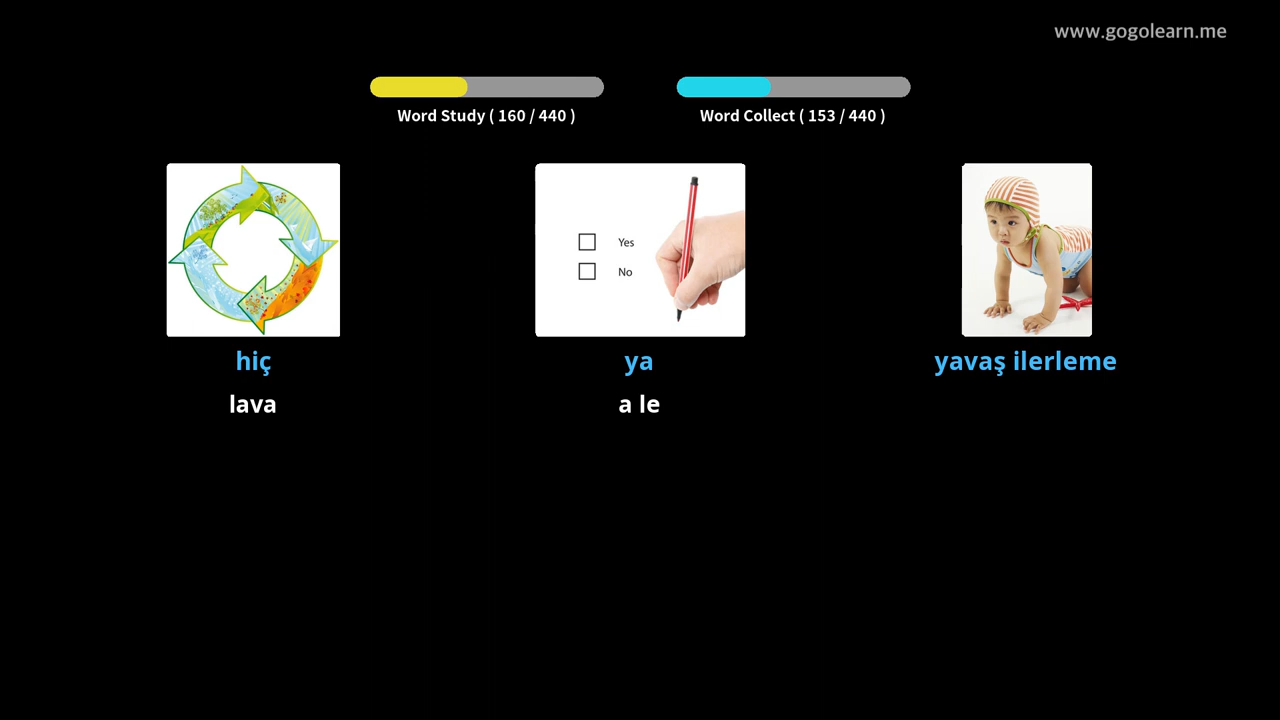 www.gogolearn.me
Word Study ( 160 / 440 )
Word Collect ( 153 / 440 )
Yes
No
hiç
ya
yavaş ilerleme
lava
a le